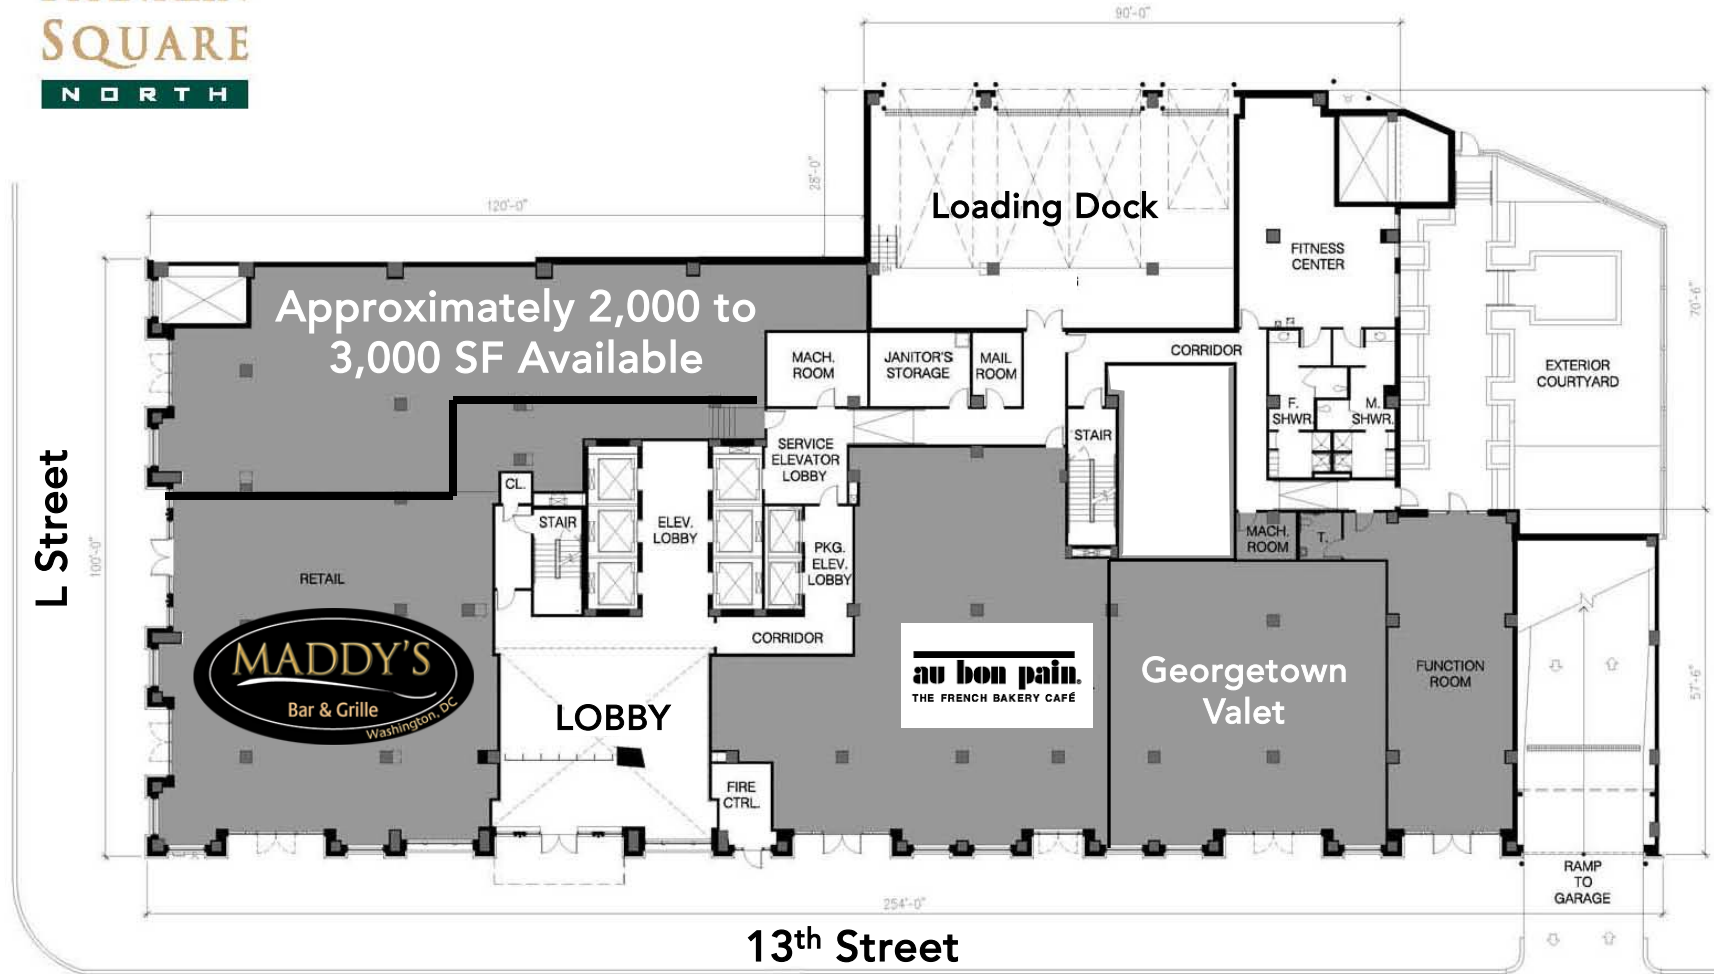 SQUARE
NORTH
90'-0"
28'-0"
120'-0"
Loading Dock
FITNESS
CENTER
70'-6"
Approximately 2,000 to
3,000 SF Available
MACH.
ROOM
JANITOR'S
STORAGE
MAIL
ROOM
CORRIDOR
EXTERIOR
COURTYARD
F.
SHWR.
M.
SHWR.
STAIR
SERVICE
ELEVATOR
LOBBY
CL.
STAIR
ELEV.
LOBBY
PKG.
ELEV.
LOBBY
MACH.
ROOM
T.
L Street
100'-0"
RETAIL
CORRIDOR
MADDY'S
Bar & Grille
Washington, DC
LOBBY
au bon pain.
THE FRENCH BAKERY CAFÉ
Georgetown
Valet
FUNCTION
ROOM
57'-6"
N
FIRE
CTRL.
RAMP
TO
GARAGE
254'-0"
13th Street